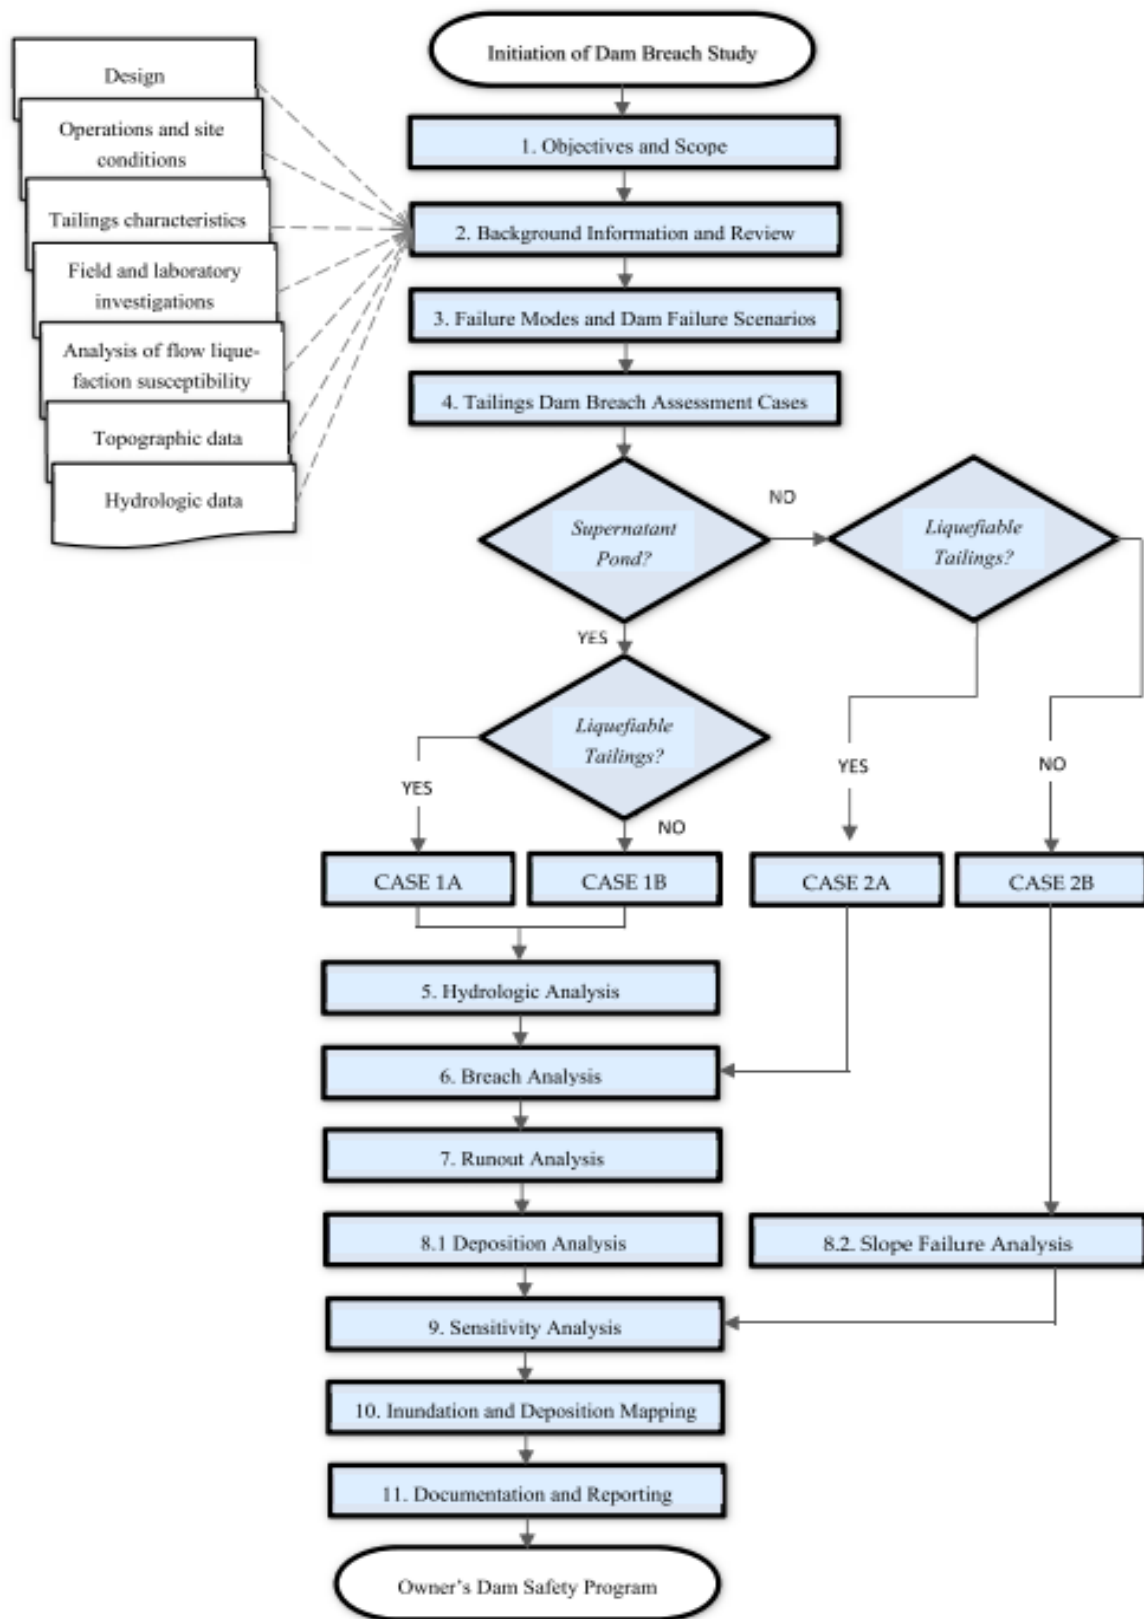 Initiation of Dam Breach Study
Design
Operations and site
conditions
Tailings characteristics
Field and laboratory
investigations
Analysis of flow lique-
faction susceptibility
Topographic data
Hydrologic data
1. Objectives and Scope
2. Background Information and Review
3. Failure Modes and Dam Failure Scenarios
4. Tailings Dam Breach Assessment Cases
Supernatant
Pond?
NO
Liquefiable
Tailings?
YES
Liquefiable
Tailings?
YES
NO
YES
NO
CASE 1A
CASE 1B
CASE 2A
CASE 2B
5. Hydrologic Analysis
6. Breach Analysis
7. Runout Analysis
8.1 Deposition Analysis
8.2. Slope Failure Analysis
9. Sensitivity Analysis
10. Inundation and Deposition Mapping
11. Documentation and Reporting
Owner's Dam Safety Program